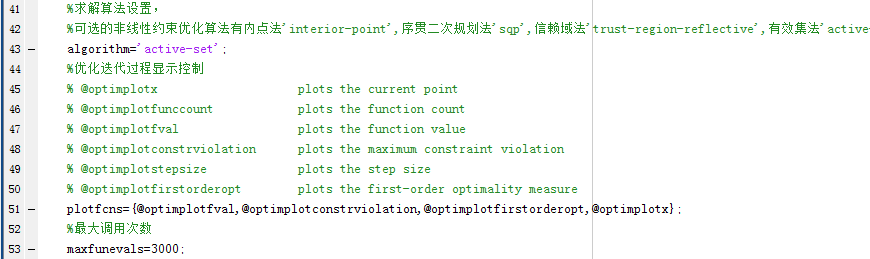 41 %求解算法设置，
42 %可选的非线性约束优化算法有内点法'interior-point',序贯二次规划法'sqp',信赖域法'trust-region-reflective',有效集法'active-
43 — algorithm='active-set';
44 %优化迭代过程显示控制
45 % @optimplotx plots the current point
46 % @optimplotfunccount plots the function count
47 % @optimplotfval plots the function value
48 % @optimplotconstrviolation plots the maximum constraint violation
49 % @optimplotstepsize plots the step size
50 % @optimplotfirstorderopt plots the first-order optimality measure
51 — plotfcns={@optimplotfval,@optimplotconstrviolation,@optimplotfirstorderopt,@optimplotx};
52 %最大调用次数
53 — maxfunevals=3000;